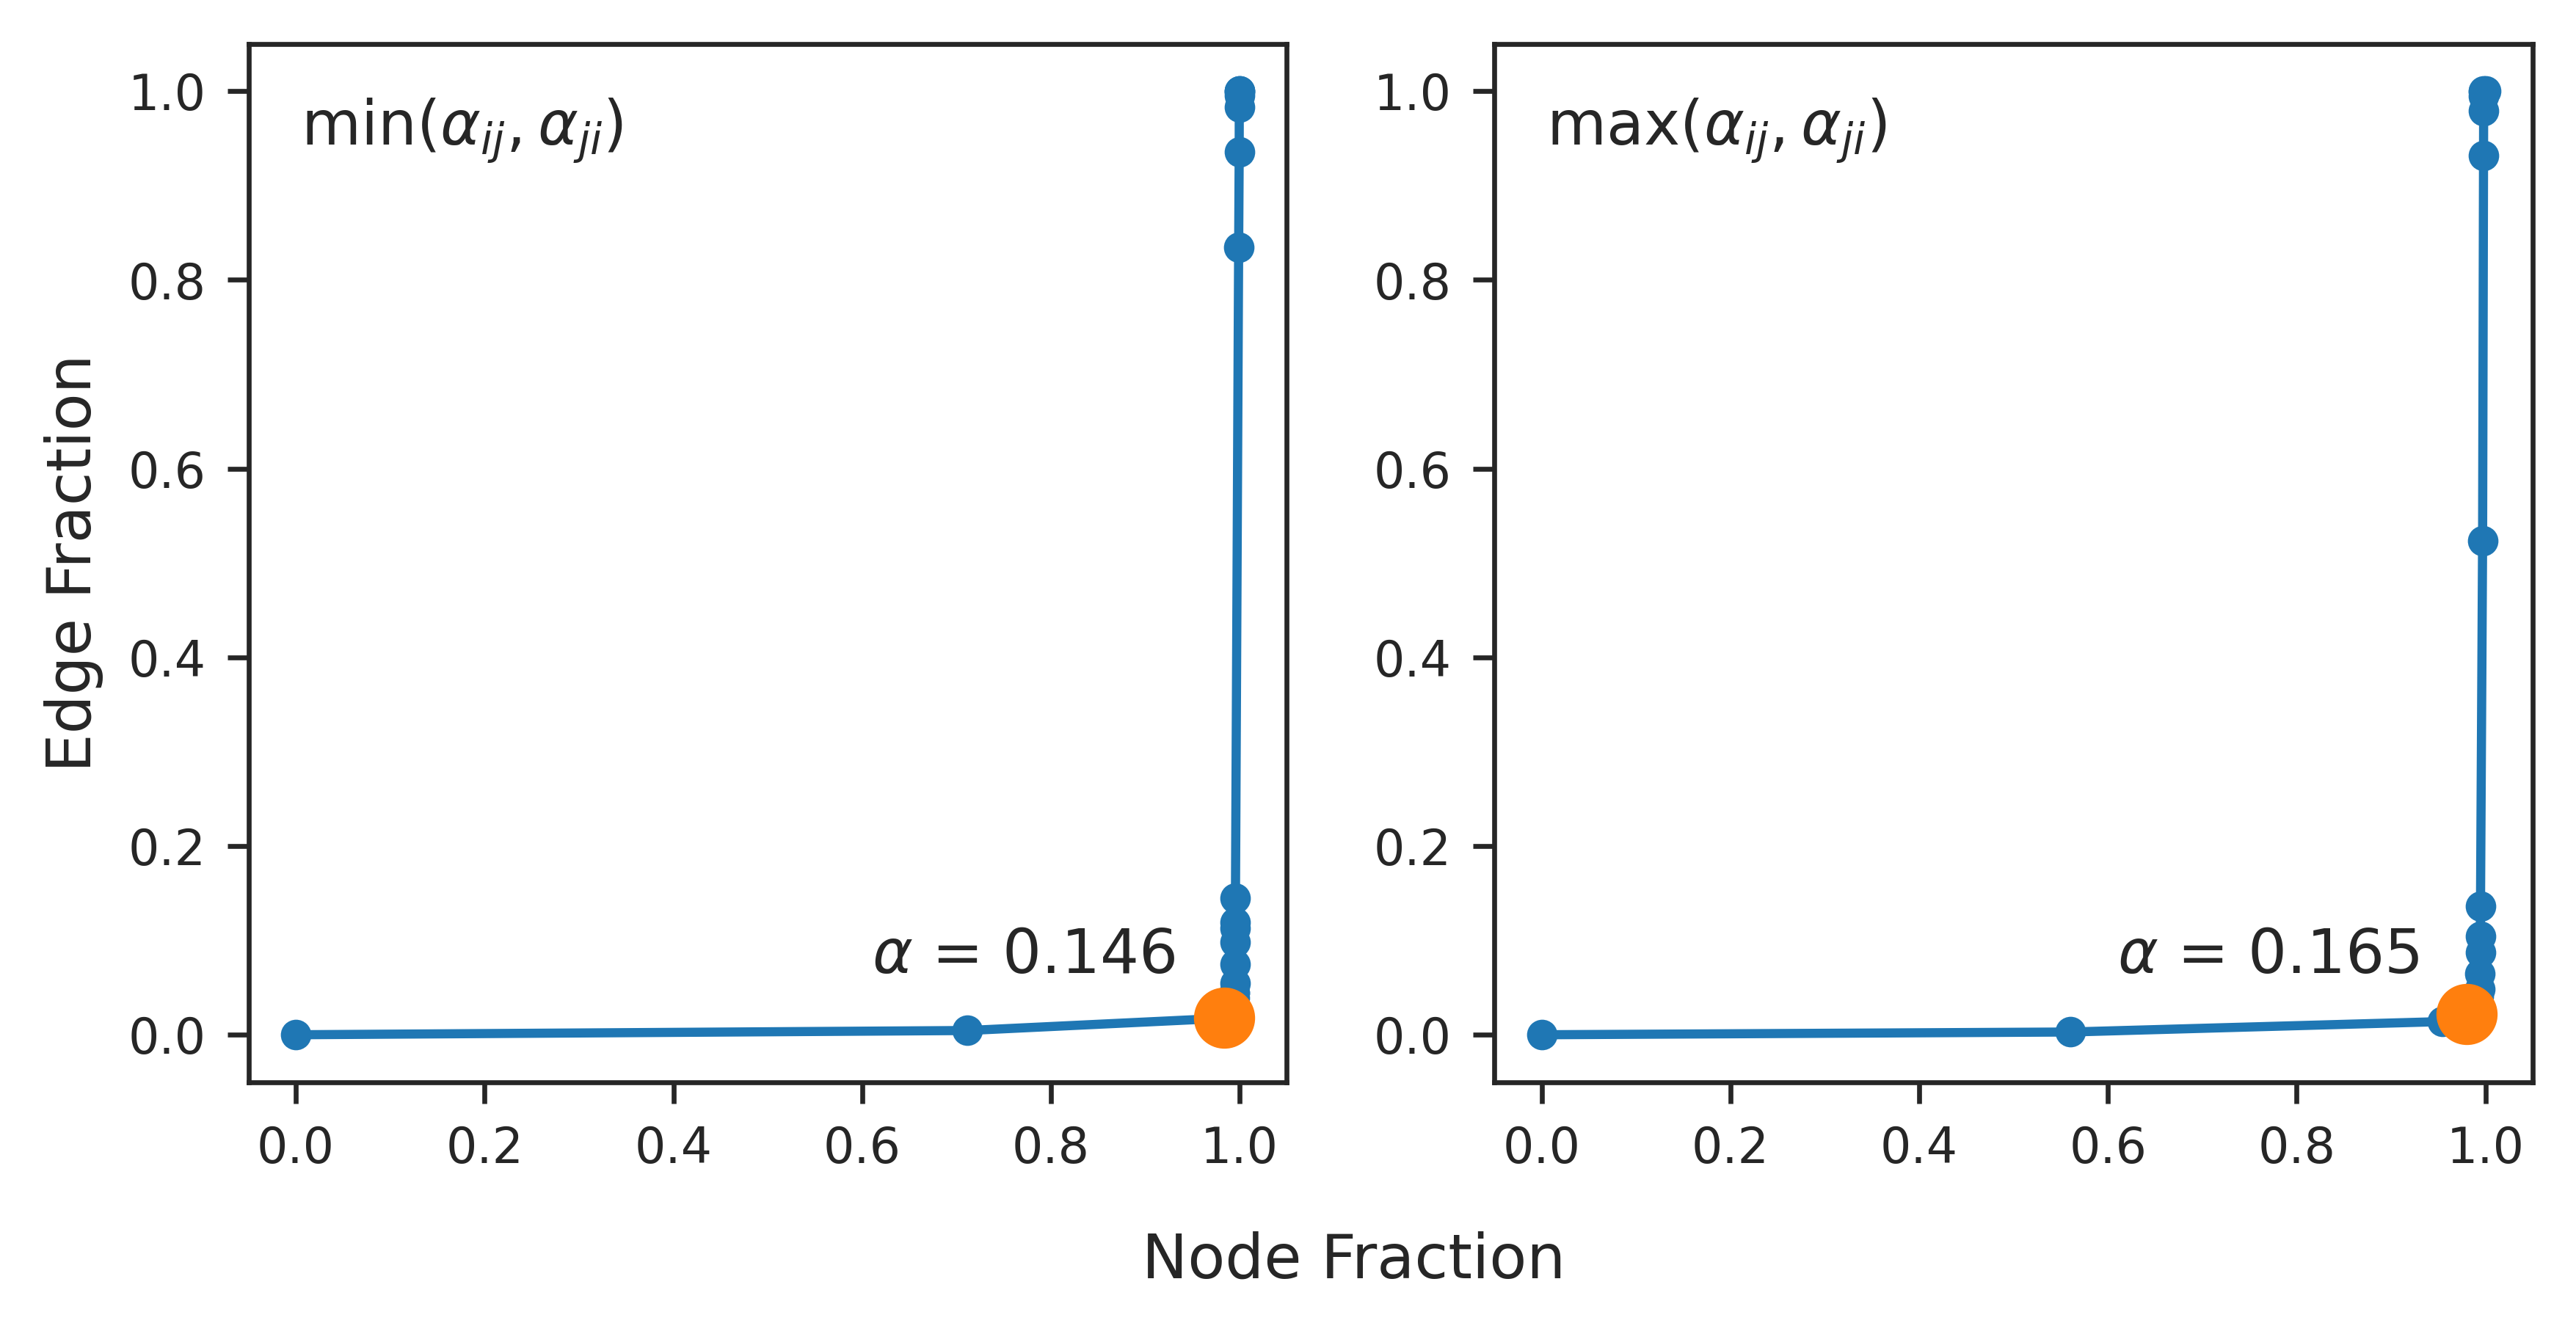 min(αij, αji)
max(αij, αji)
1.0
0.8
0.6
0.4
0.2
0.0
Edge Fraction
α = 0.146
0.0 0.2 0.4 0.6 0.8 1.0
1.0
0.8
0.6
0.4
0.2
0.0
α = 0.165
0.0 0.2 0.4 0.6 0.8 1.0
Node Fraction